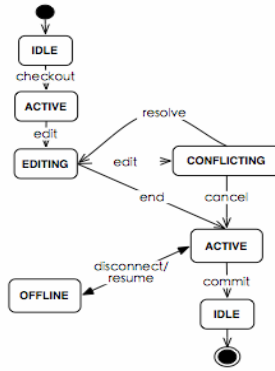 IDLE
checkout
ACTIVE
resolve
edit
EDITING
edit
CONFLICTING
end
cancel
ACTIVE
disconnect/
resume
OFFLINE
commit
IDLE